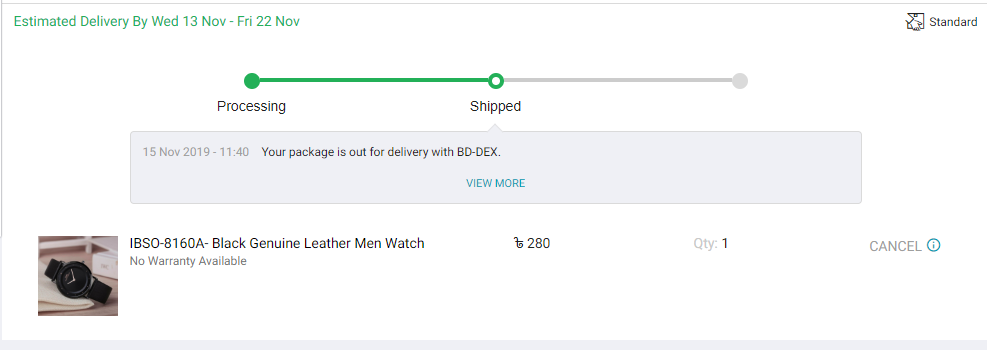 Estimated Delivery By Wed 13 Nov - Fri 22 Nov
Standard
Processing
Shipped
15 Nov 2019 - 11:40 Your package is out for delivery with BD-DEX.
VIEW MORE
IBSO-8160A- Black Genuine Leather Men Watch ৳ 280 Qty: 1 CANCEL
No Warranty Available